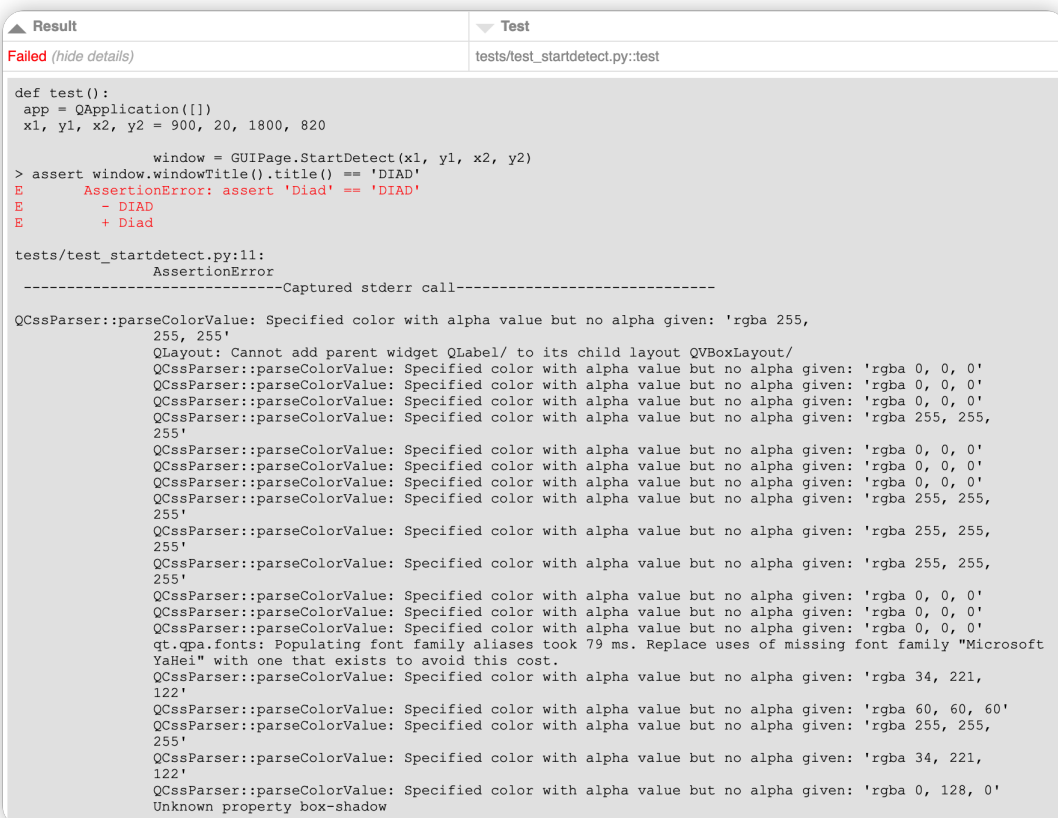 Result
Test
Failed (hide details)
tests/test_startdetect.py::test
def test():
app = QApplication([])
x1, y1, x2, y2 = 900, 20, 1800, 820
window = GUIPage.StartDetect(x1, y1, x2, y2)
> assert window.windowTitle().title() == 'DIAD'
E AssertionError: assert 'Diad' == 'DIAD'
E - DIAD
E + Diad
tests/test_startdetect.py:11:
AssertionError
------------------------------Captured stderr call------------------------------
QCssParser::parseColorValue: Specified color with alpha value but no alpha given: 'rgba 255,
255, 255'
QLayout: Cannot add parent widget QLabel/ to its child layout QVBoxLayout/
QCssParser::parseColorValue: Specified color with alpha value but no alpha given: 'rgba 0, 0, 0'
QCssParser::parseColorValue: Specified color with alpha value but no alpha given: 'rgba 0, 0, 0'
QCssParser::parseColorValue: Specified color with alpha value but no alpha given: 'rgba 0, 0, 0'
QCssParser::parseColorValue: Specified color with alpha value but no alpha given: 'rgba 255, 255,
255'
QCssParser::parseColorValue: Specified color with alpha value but no alpha given: 'rgba 0, 0, 0'
QCssParser::parseColorValue: Specified color with alpha value but no alpha given: 'rgba 0, 0, 0'
QCssParser::parseColorValue: Specified color with alpha value but no alpha given: 'rgba 0, 0, 0'
QCssParser::parseColorValue: Specified color with alpha value but no alpha given: 'rgba 255, 255,
255'
QCssParser::parseColorValue: Specified color with alpha value but no alpha given: 'rgba 255, 255,
255'
QCssParser::parseColorValue: Specified color with alpha value but no alpha given: 'rgba 255, 255,
255'
QCssParser::parseColorValue: Specified color with alpha value but no alpha given: 'rgba 0, 0, 0'
QCssParser::parseColorValue: Specified color with alpha value but no alpha given: 'rgba 0, 0, 0'
QCssParser::parseColorValue: Specified color with alpha value but no alpha given: 'rgba 0, 0, 0'
qt.qpa.fonts: Populating font family aliases took 79 ms. Replace uses of missing font family "Microsoft
YaHei" with one that exists to avoid this cost.
QCssParser::parseColorValue: Specified color with alpha value but no alpha given: 'rgba 34, 221,
122'
QCssParser::parseColorValue: Specified color with alpha value but no alpha given: 'rgba 60, 60, 60'
QCssParser::parseColorValue: Specified color with alpha value but no alpha given: 'rgba 255, 255,
255'
QCssParser::parseColorValue: Specified color with alpha value but no alpha given: 'rgba 34, 221,
122'
QCssParser::parseColorValue: Specified color with alpha value but no alpha given: 'rgba 0, 128, 0'
Unknown property box-shadow